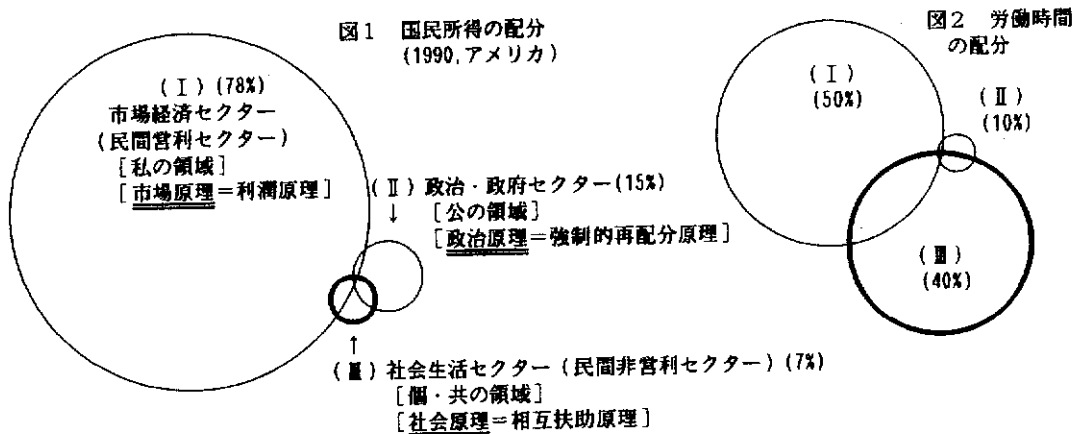 図1 国民所得の配分
(1990,アメリカ)
(Ⅰ)(78%)
市場経済セクター
(民間営利セクター)
[私の領域]
[市場原理=利潤原理]
(Ⅱ)政治・政府セクター(15%)
↓ [公の領域]
[政治原理=強制的再配分原理]
↑
(Ⅲ)社会生活セクター(民間非営利セクター)(7%)
[個・共の領域]
[社会原理=相互扶助原理]
図2 労働時間
の配分
(Ⅰ)
(50%)
(Ⅱ)
(10%)
(Ⅲ)
(40%)